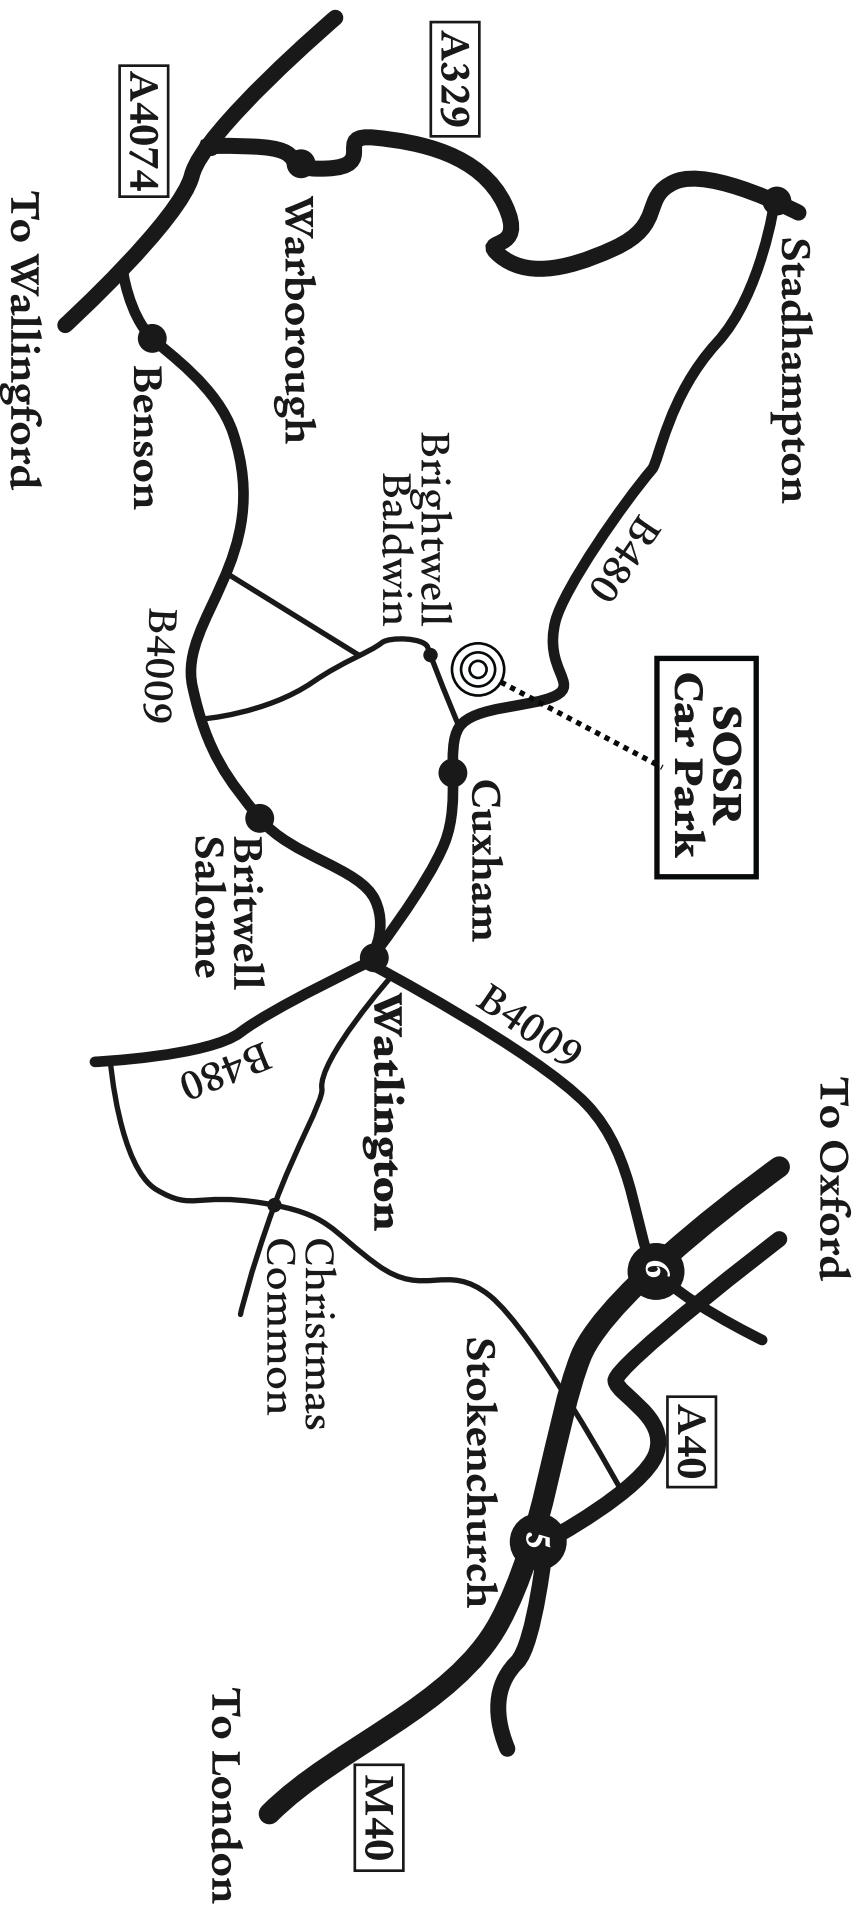 A329
A4074
To Wallingford
Warborough
Benson
Stadhampton
B480
Brightwell
Baldwin
B4009
SOSR
Car Park
Cuxham
Britwell
Salome
Watlington
B4009
B480
To Oxford
6
Christmas
Common
Stokenchurch
A40
5
M40
To London